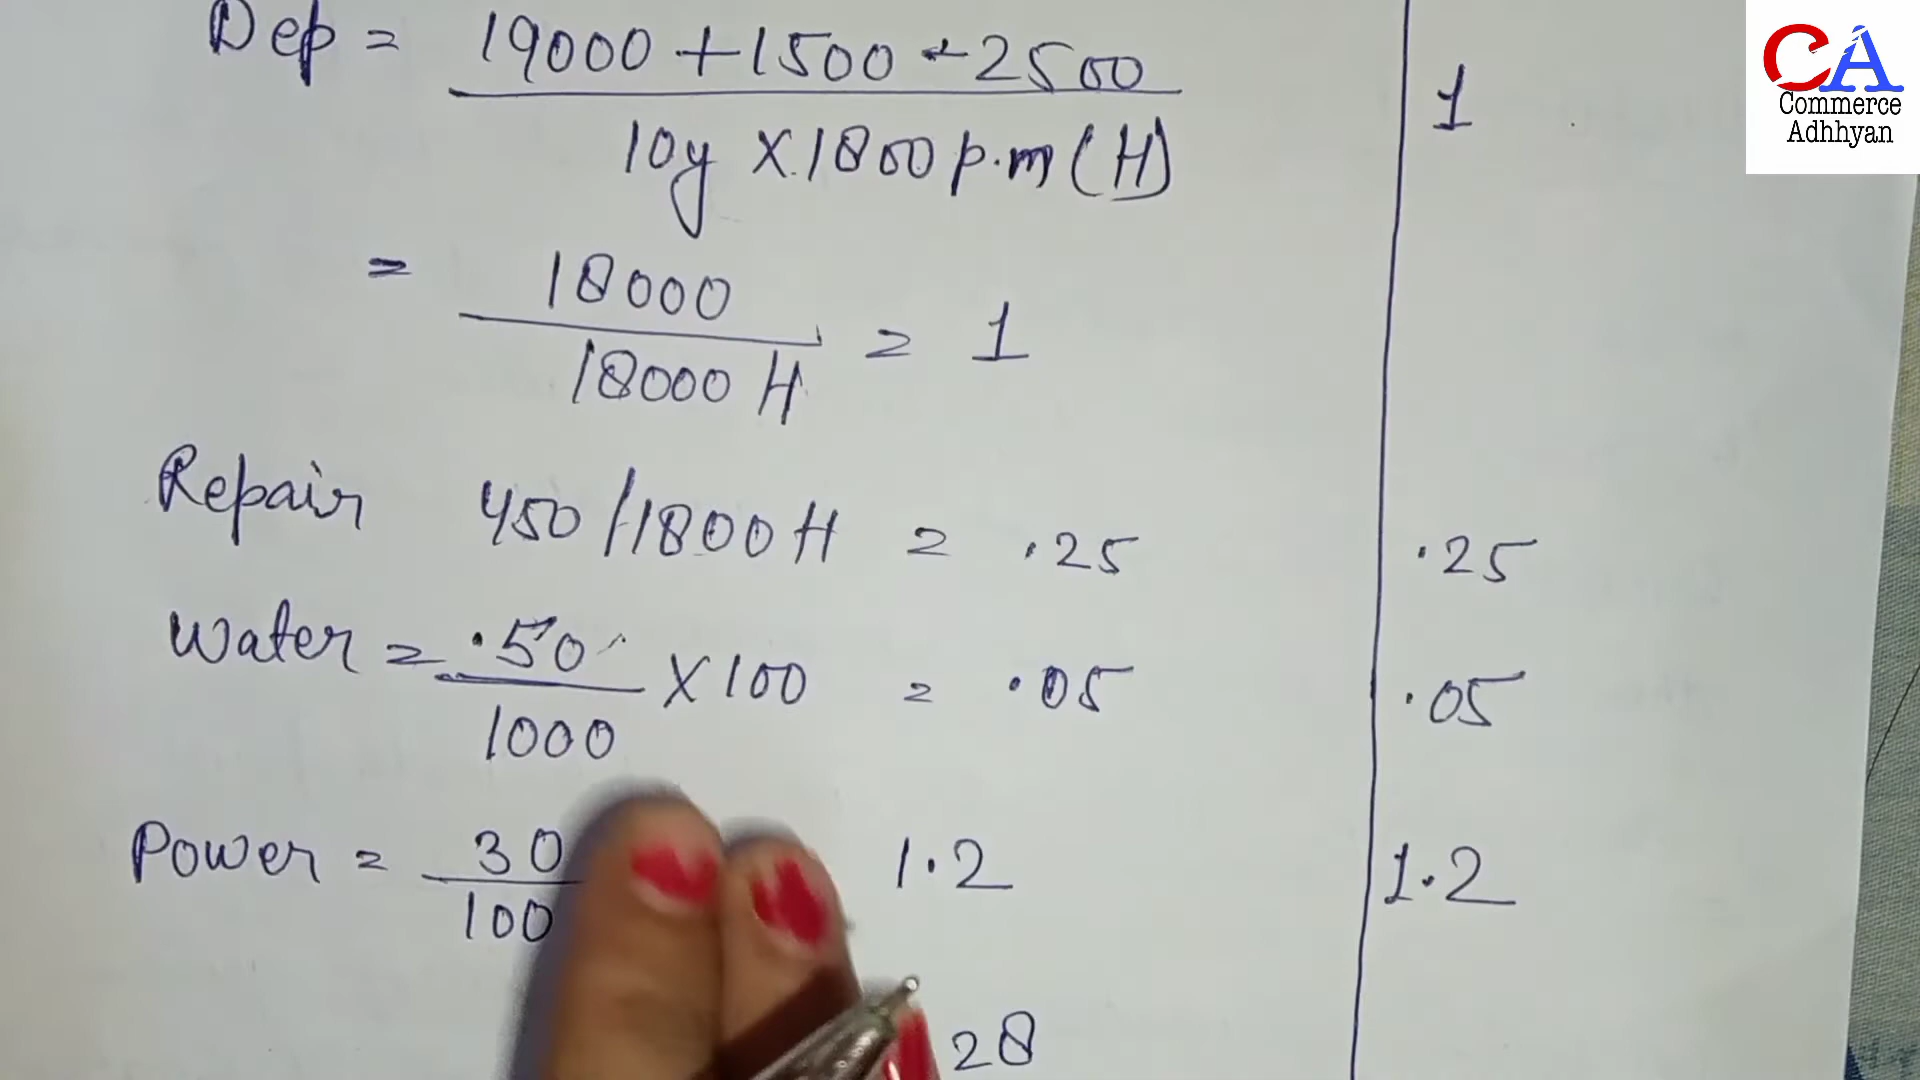 Dep = 19000 + 1500 - 2500 1
10y X 1800 p.m (H)
= 18000
18000 H = 1
Repair 450/1800 H = .25 .25
Water = .50 X 100 = .05 .05
1000
Power = 30 1.2 1.2
100
28
CA
Commerce
Adhhyan